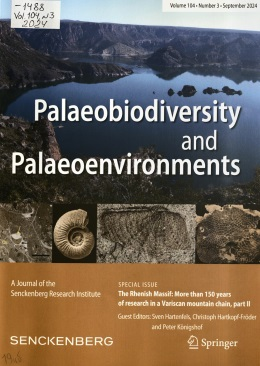 Volume 104 • Number 3 • September 2024
-1488
Vol. 104, N3
2024
Palaeobiodiversity
and
Palaeoenvironments
A Journal of the
Senckenberg Research Institute
SPECIAL ISSUE
The Rhenish Massif: More than 150 years
of research in a Variscan mountain chain, part II
Guest Editors: Sven Hartenfels, Christoph Hartkopf-Fröder
and Peter Königshof
SENCKENBERG
Springer